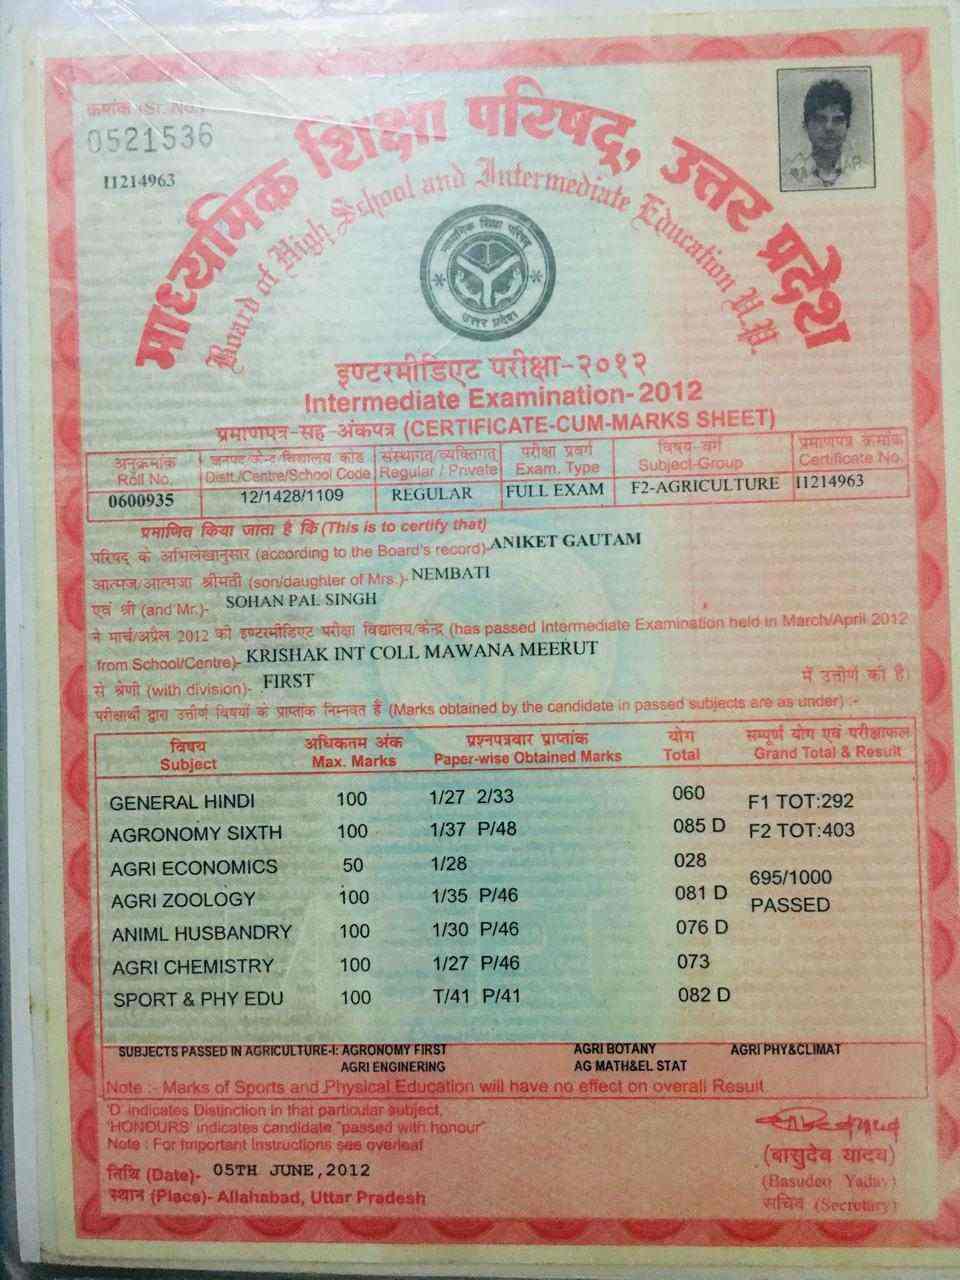 क्रमांक (Sr. No.)
0521536
I1214963
माध्यमिक शिक्षा परिषद्, उत्तर प्रदेश
Board of High School and Intermediate Education U.P.
माध्यमिक शिक्षा परिषद
उत्तर प्रदेश
इण्टरमीडिएट परीक्षा-२०१२
Intermediate Examination-2012
प्रमाणपत्र-सह अंकपत्र (CERTIFICATE-CUM-MARKS SHEET)
अनुक्रमांक जनपद/केन्द्र/विद्यालय कोड संस्थागत/व्यक्तिगत परीक्षा प्रवर्ग विषय-वर्ग प्रमाणपत्र क्रमांक
Roll No. Distt./Centre/School Code Regular / Private Exam. Type Subject-Group Certificate No.
0600935 12/1428/1109 REGULAR FULL EXAM F2-AGRICULTURE I1214963
प्रमाणित किया जाता है कि (This is to certify that)
परिषद के अभिलेखानुसार (according to the Board's record)- ANIKET GAUTAM
आत्मज/आत्मजा श्रीमती (son/daughter of Mrs.)- NEMBATI
एवं श्री (and Mr.)- SOHAN PAL SINGH
ने मार्च/अप्रैल 2012 की इण्टरमीडिएट परीक्षा विद्यालय/केन्द्र (has passed Intermediate Examination held in March/April 2012
from School/Centre)- KRISHAK INT COLL MAWANA MEERUT
से श्रेणी (with division)- FIRST में उत्तीर्ण की है।
परीक्षार्थी द्वारा उत्तीर्ण विषयों के प्राप्तांक निम्नवत हैं (Marks obtained by the candidate in passed subjects are as under) :-
विषय अधिकतम अंक प्रश्नपत्रवार प्राप्तांक योग सम्पूर्ण योग एवं परीक्षाफल
Subject Max. Marks Paper-wise Obtained Marks Total Grand Total & Result
GENERAL HINDI 100 1/27 2/33 060 F1 TOT:292
AGRONOMY SIXTH 100 1/37 P/48 085 D F2 TOT:403
AGRI ECONOMICS 50 1/28 028
695/1000
AGRI ZOOLOGY 100 1/35 P/46 081 D PASSED
ANIML HUSBANDRY 100 1/30 P/46 076 D
AGRI CHEMISTRY 100 1/27 P/46 073
SPORT & PHY EDU 100 T/41 P/41 082 D
SUBJECTS PASSED IN AGRICULTURE-I: AGRONOMY FIRST AGRI BOTANY AGRI PHY&CLIMAT
AGRI ENGINERING AG MATH&EL STAT
Note :- Marks of Sports and Physical Education will have no effect on overall Result
'D' indicates Distinction in that particular subject,
'HONOURS' indicates candidate "passed with honour"
Note : For Important Instructions see overleaf
तिथि (Date)- 05TH JUNE,2012
स्थान (Place)- Allahabad, Uttar Pradesh
(बासुदेव यादव)
(Basudeo Yadav)
सचिव (Secretary)